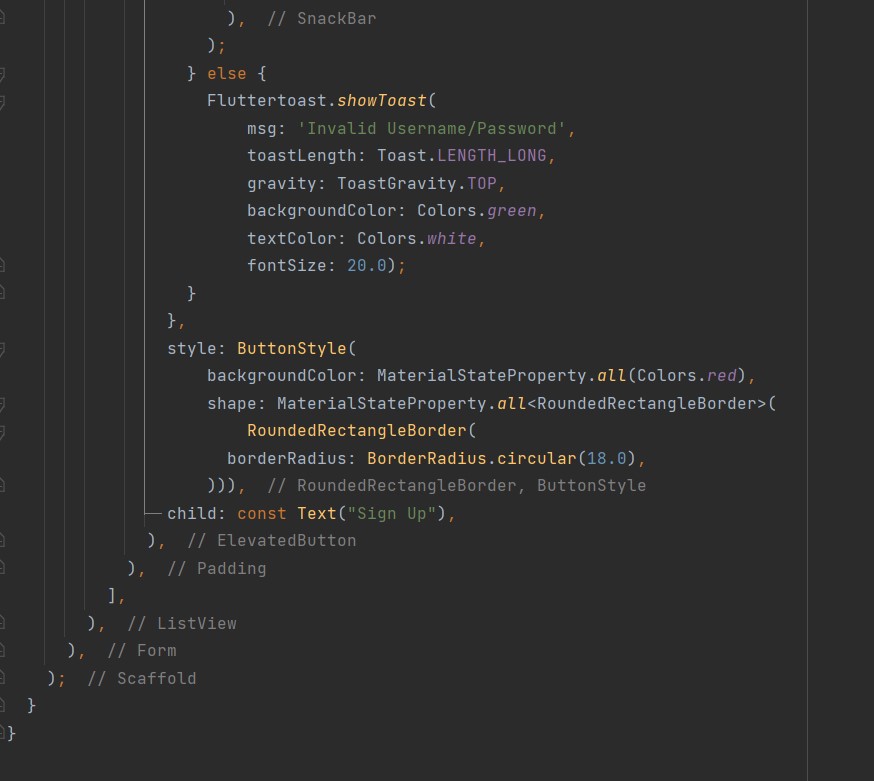 ),  // SnackBar
);
} else {
Fluttertoast.showToast(
msg: 'Invalid Username/Password',
toastLength: Toast.LENGTH_LONG,
gravity: ToastGravity.TOP,
backgroundColor: Colors.green,
textColor: Colors.white,
fontSize: 20.0);
}
},
style: ButtonStyle(
backgroundColor: MaterialStateProperty.all(Colors.red),
shape: MaterialStateProperty.all<RoundedRectangleBorder>(
RoundedRectangleBorder(
borderRadius: BorderRadius.circular(18.0),
))),  // RoundedRectangleBorder, ButtonStyle
child: const Text("Sign Up"),
),  // ElevatedButton
),  // Padding
],
),  // ListView
),  // Form
);  // Scaffold
}
}